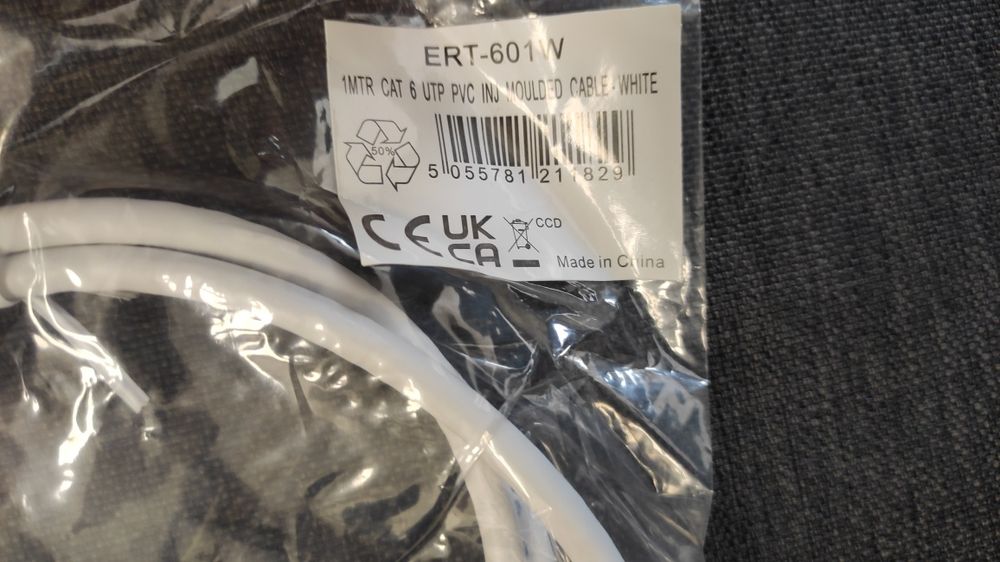 ERT-601W
1MTR CAT 6 UTP PVC INJ MOULDED CABLE-WHITE
50%
5 055781 211829
CE UK CA CCD
Made in China